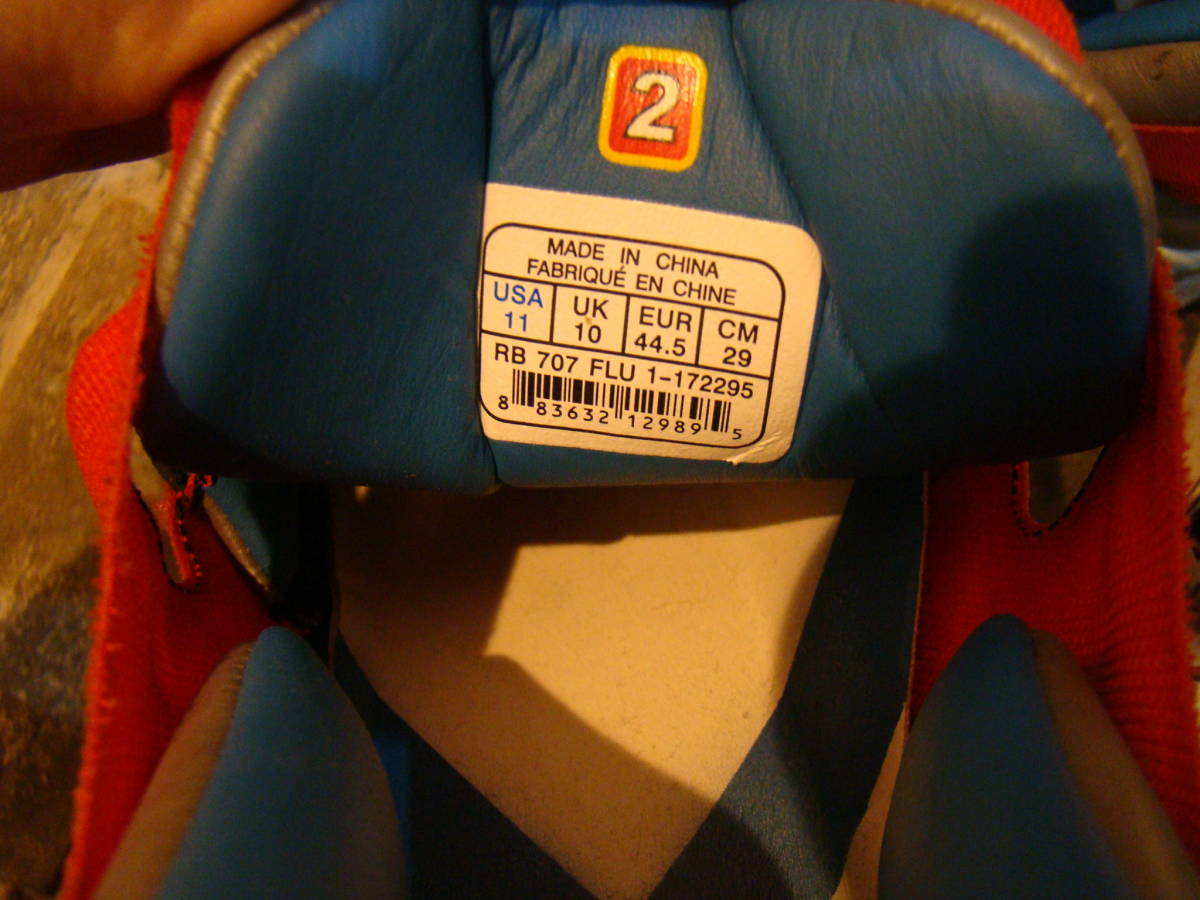 2
MADE IN CHINA
FABRIQUÉ EN CHINE
USA UK EUR CM
11 10 44.5 29
RB 707 FLU 1-172295
8 83632 12989 5